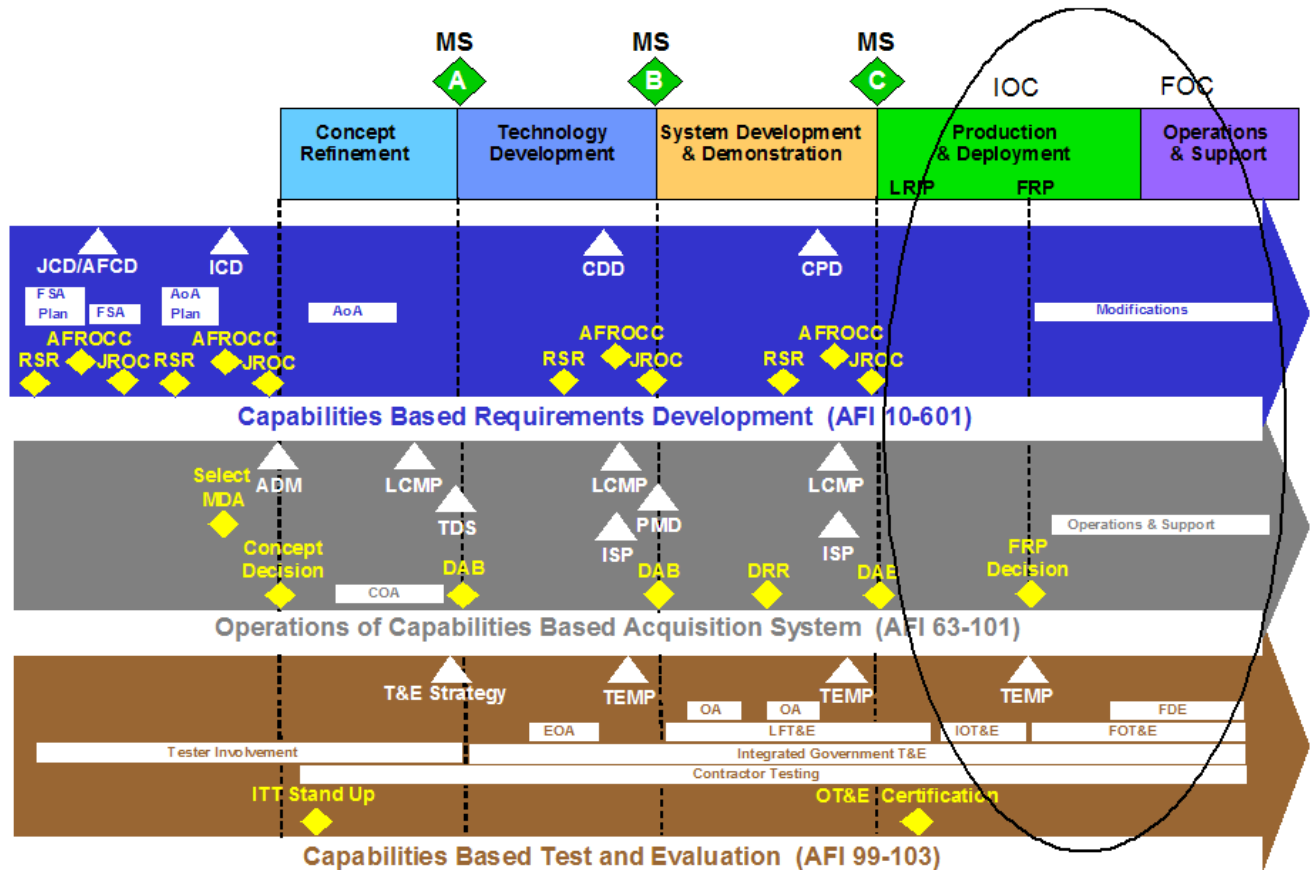 MS MS MS
A B C
IOC FOC
Concept
Refinement
Technology
Development
System Development
& Demonstration
Production
& Deployment
Operations
& Support
LRIP FRP
JCD/AFCD ICD CDD CPD
FSA
Plan
FSA
AoA
Plan
AoA
Modifications
AFROCC AFROCC AFROCC AFROCC
RSR JROC RSR JROC RSR JROC RSR JROC
Capabilities Based Requirements Development (AFI 10-601)
Select
MDA
ADM LCMP LCMP LCMP
TDS PMD
ISP ISP
Operations & Support
Concept
Decision
DAB DAB DRR DAB
FRP
Decision
COA
Operations of Capabilities Based Acquisition System (AFI 63-101)
T&E Strategy TEMP TEMP TEMP
OA OA FDE
EOA LFT&E IOT&E FOT&E
Tester Involvement Integrated Government T&E
Contractor Testing
ITT Stand Up OT&E Certification
Capabilities Based Test and Evaluation (AFI 99-103)